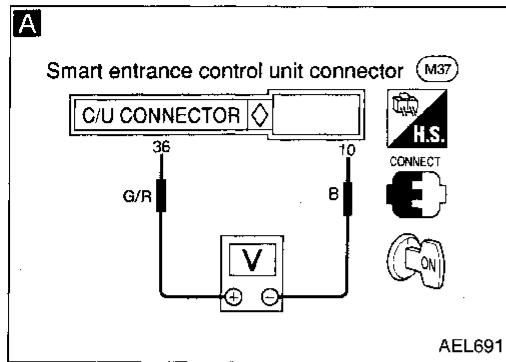 A
Smart entrance control unit connector M37
C/U CONNECTOR
H.S.
36
10
CONNECT
G/R
B
V
ON
+ −
AEL691